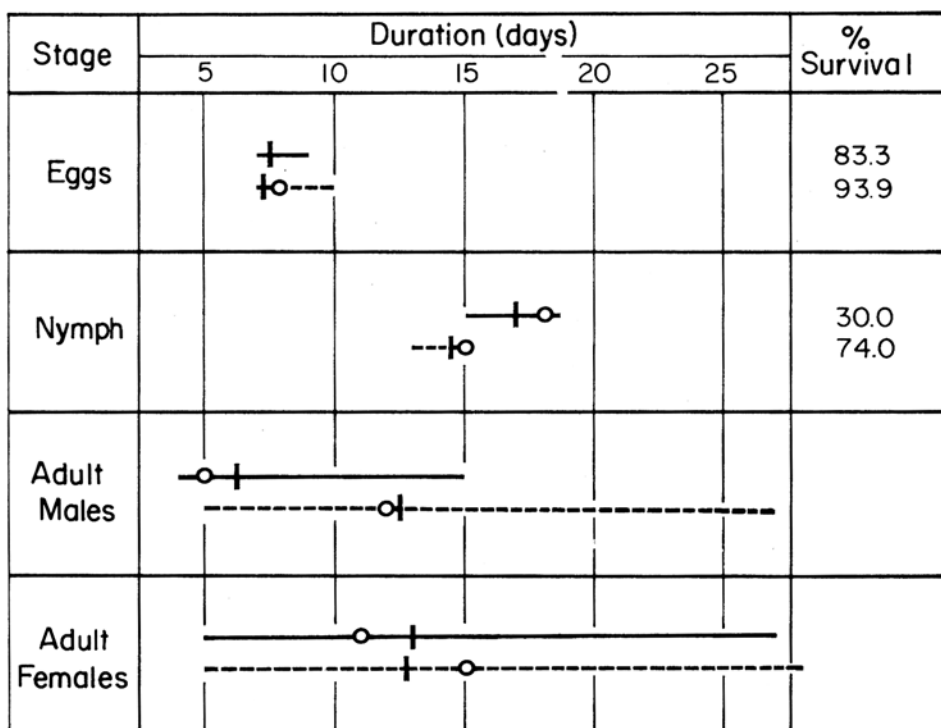 Stage
Duration (days)
5 10 15 20 25
%
Survival
Eggs
83.3
93.9
Nymph
30.0
74.0
Adult
Males
Adult
Females